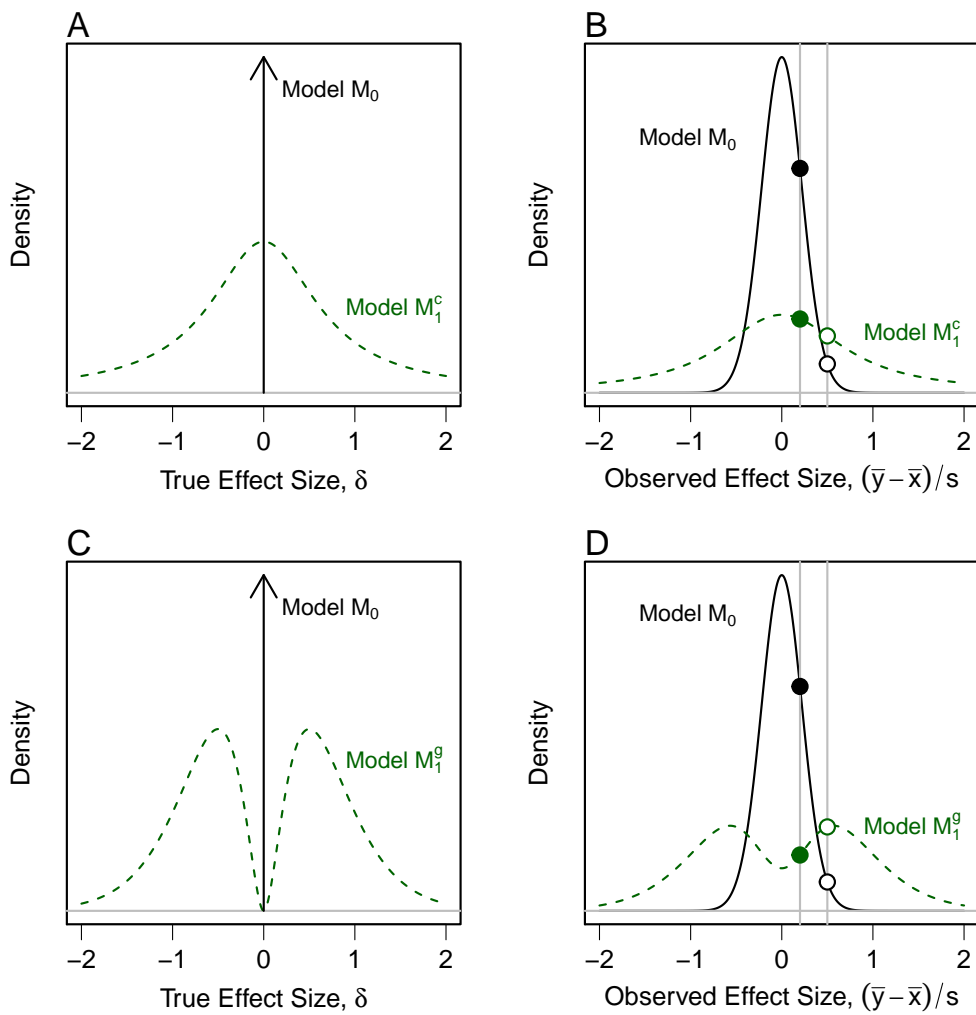 A
Model M₀
Model M₁ᶜ
Density
−2 −1 0 1 2
True Effect Size, δ
B
Model M₀
Model M₁ᶜ
Density
−2 −1 0 1 2
Observed Effect Size, (y̅ − x̅)/s
C
Model M₀
Model M₁ᵍ
Density
−2 −1 0 1 2
True Effect Size, δ
D
Model M₀
Model M₁ᵍ
Density
−2 −1 0 1 2
Observed Effect Size, (y̅ − x̅)/s